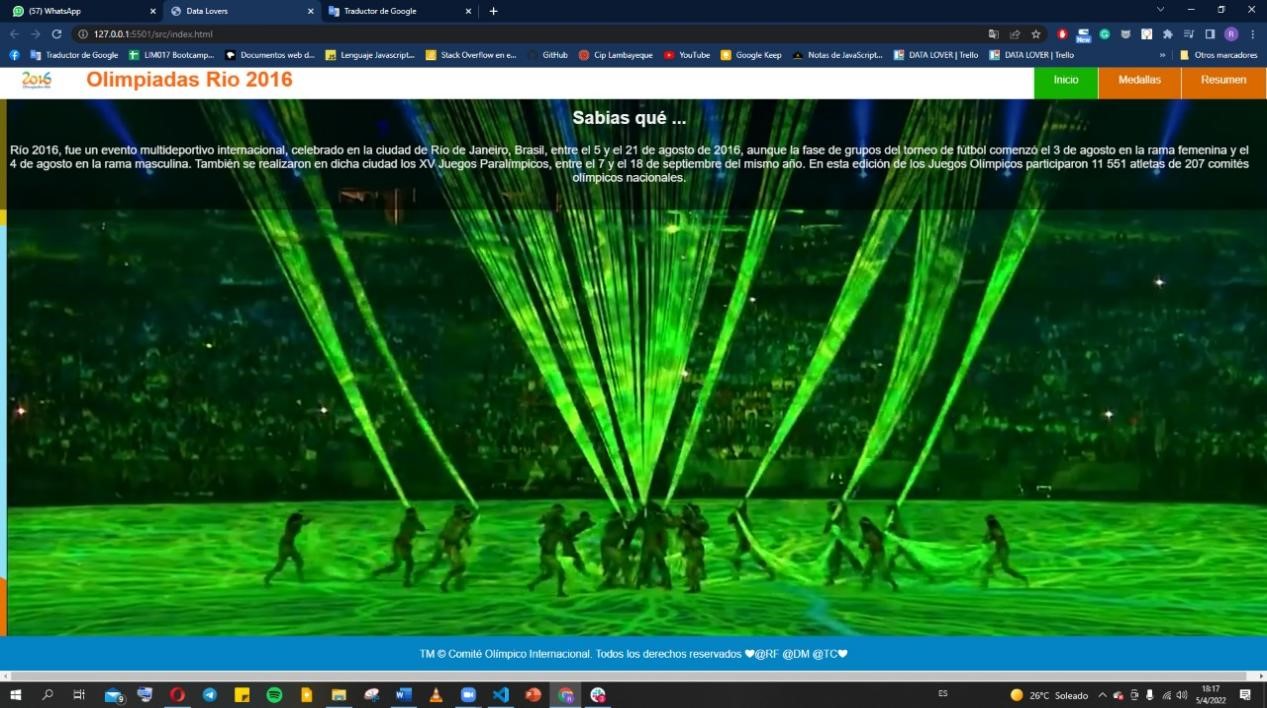 (57) WhatsApp
Data Lovers
Traductor de Google
127.0.0.1:5501/src/index.html
Traductor de Google
LIM017 Bootcamp...
Documentos web d...
Lenguaje Javascript...
Stack Overflow en e...
GitHub
Cip Lambayeque
YouTube
Google Keep
Notas de JavaScript...
DATA LOVER | Trello
DATA LOVER | Trello
»
Otros marcadores
New
R
2016
Olimpiadas Rio 2016
Inicio
Medallas
Resumen
Sabias qué ...
Río 2016, fue un evento multideportivo internacional, celebrado en la ciudad de Río de Janeiro, Brasil, entre el 5 y el 21 de agosto de 2016, aunque la fase de grupos del torneo de fútbol comenzó el 3 de agosto en la rama femenina y el
4 de agosto en la rama masculina. También se realizaron en dicha ciudad los XV Juegos Paralímpicos, entre el 7 y el 18 de septiembre del mismo año. En esta edición de los Juegos Olímpicos participaron 11 551 atletas de 207 comités
olímpicos nacionales.
TM © Comité Olímpico Internacional. Todos los derechos reservados ❤@RF @DM @TC❤
ES
26°C Soleado
18:17
5/4/2022